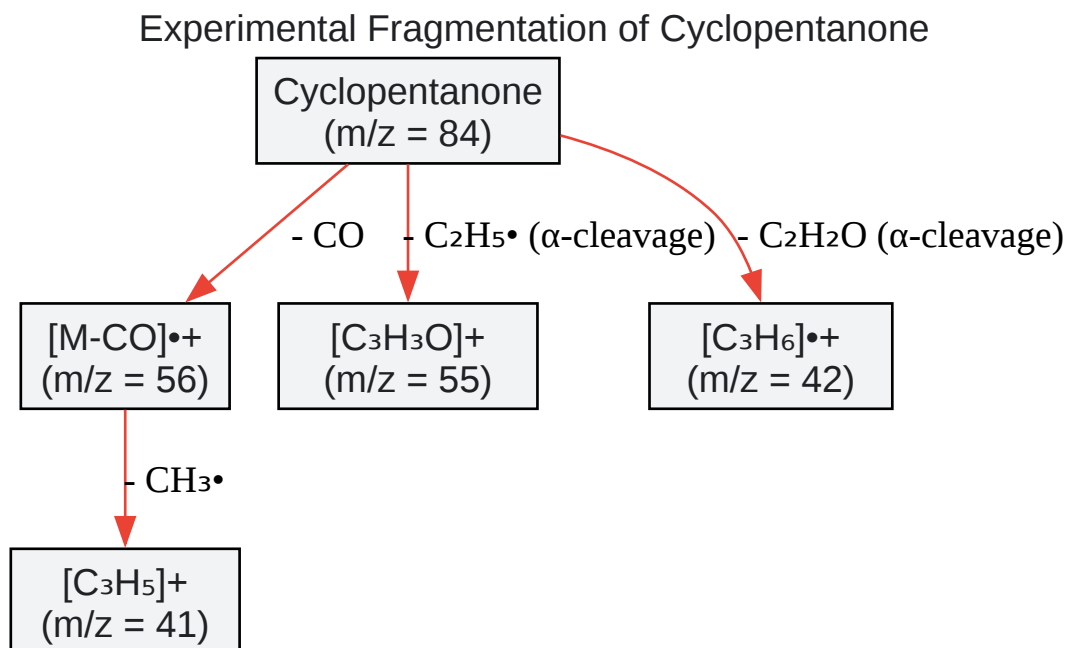 Experimental Fragmentation of Cyclopentanone
Cyclopentanone
(m/z = 84)
- CO
- C₂H₅• (α-cleavage)
- C₂H₂O (α-cleavage)
[M-CO]•+
(m/z = 56)
[C₃H₃O]+
(m/z = 55)
[C₃H₆]•+
(m/z = 42)
- CH₃•
[C₃H₅]+
(m/z = 41)